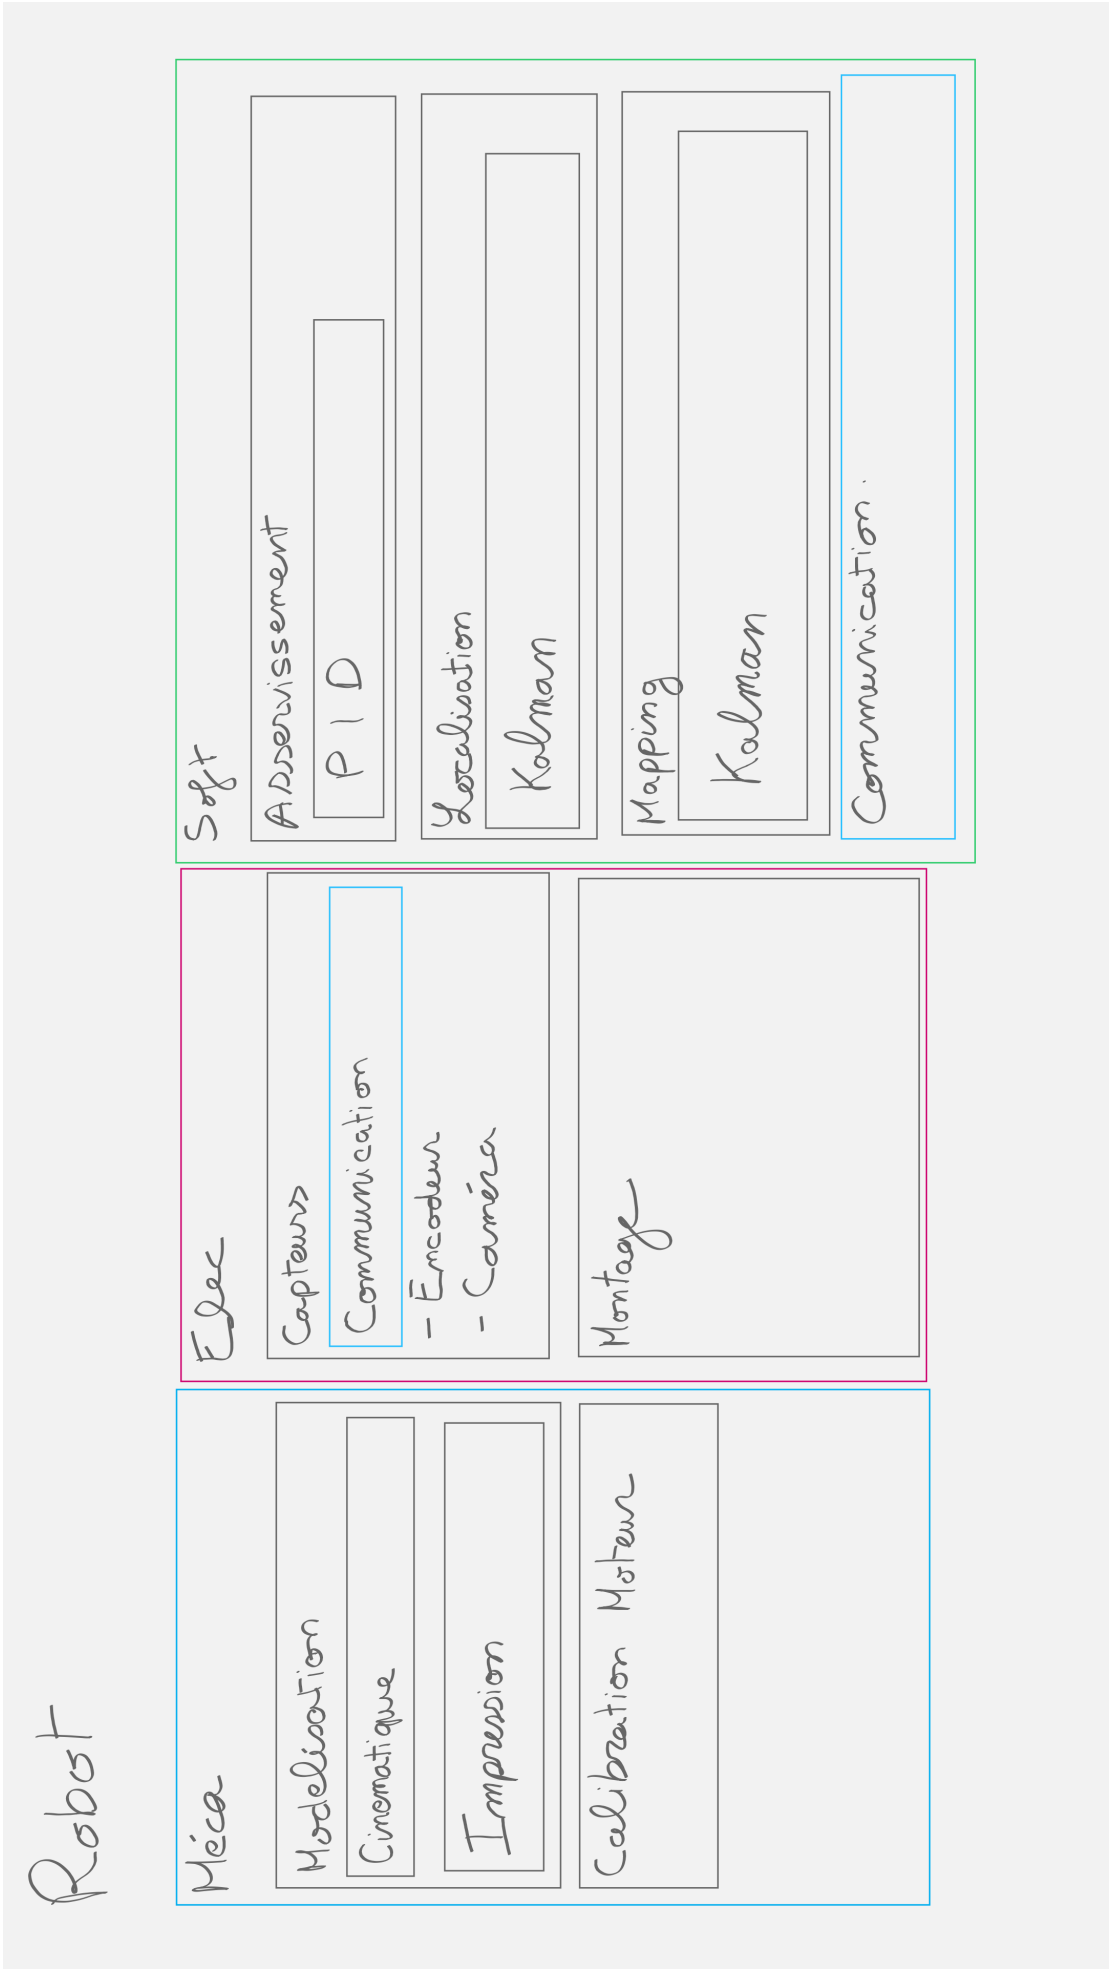 Robot
Méca
Modelisation
Cinematique
Impression
Calibration Moteur
Elec
Capteurs
Communication
- Encodeur
- Caméra
Montage
Soft
Asservissement
PID
Localisation
Kalman
Mapping
Kalman
Communication.